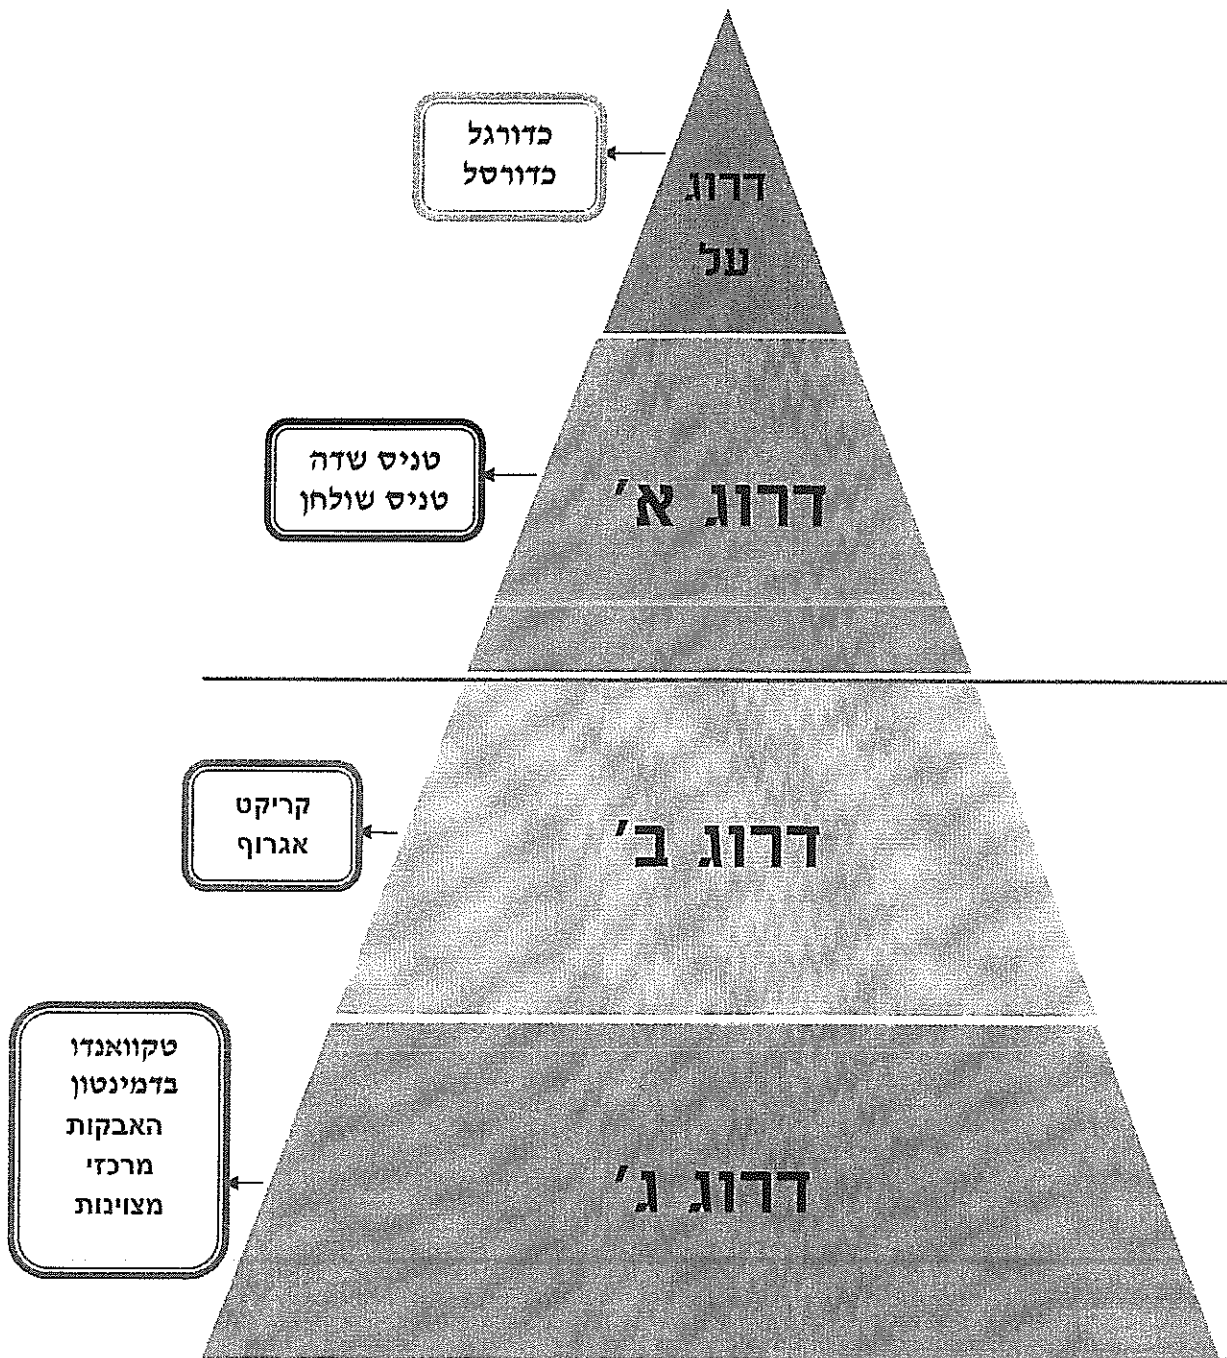 כדורגל
כדורסל
דרוג
על
טניס שדה
טניס שולחן
דרוג א'
קריקט
אגרוף
דרוג ב'
טקוואנדו
בדמינטון
האבקות
מרכזי
מצוינות
דרוג ג'